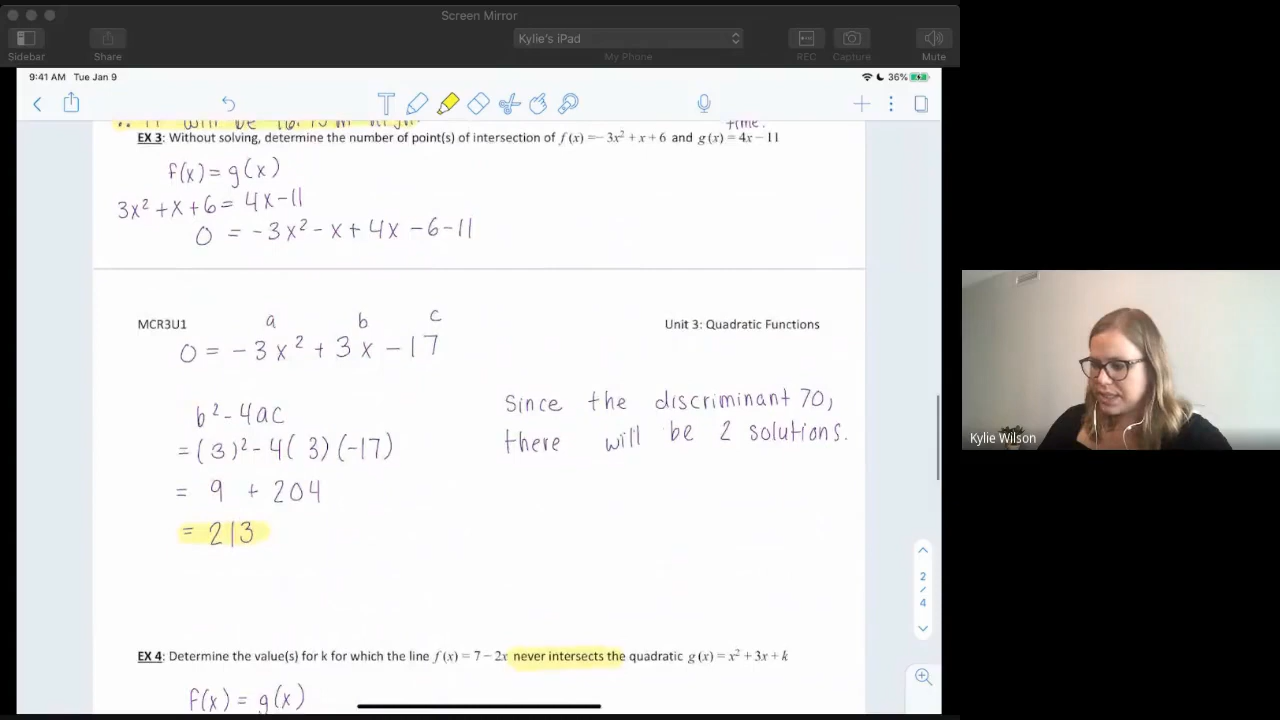 Screen Mirror
Sidebar
Share
Kylie's iPad
My Phone
REC
Capture
Mute
9:41 AM Tue Jan 9
36%
time.
EX 3: Without solving, determine the number of point(s) of intersection of f(x) = -3x² + x + 6 and g(x) = 4x - 11
f(x) = g(x)
3x² + x + 6 = 4x - 11
0 = -3x² - x + 4x - 6 - 11
MCR3U1
Unit 3: Quadratic Functions
a b c
0 = -3x² + 3x - 17
b² - 4ac
= (3)² - 4( 3)(-17)
= 9 + 204
= 213
Since the discriminant 70,
there will be 2 solutions.
2
/
4
Kylie Wilson
EX 4: Determine the value(s) for k for which the line f(x) = 7 - 2x never intersects the quadratic g(x) = x² + 3x + k
f(x) = g(x)